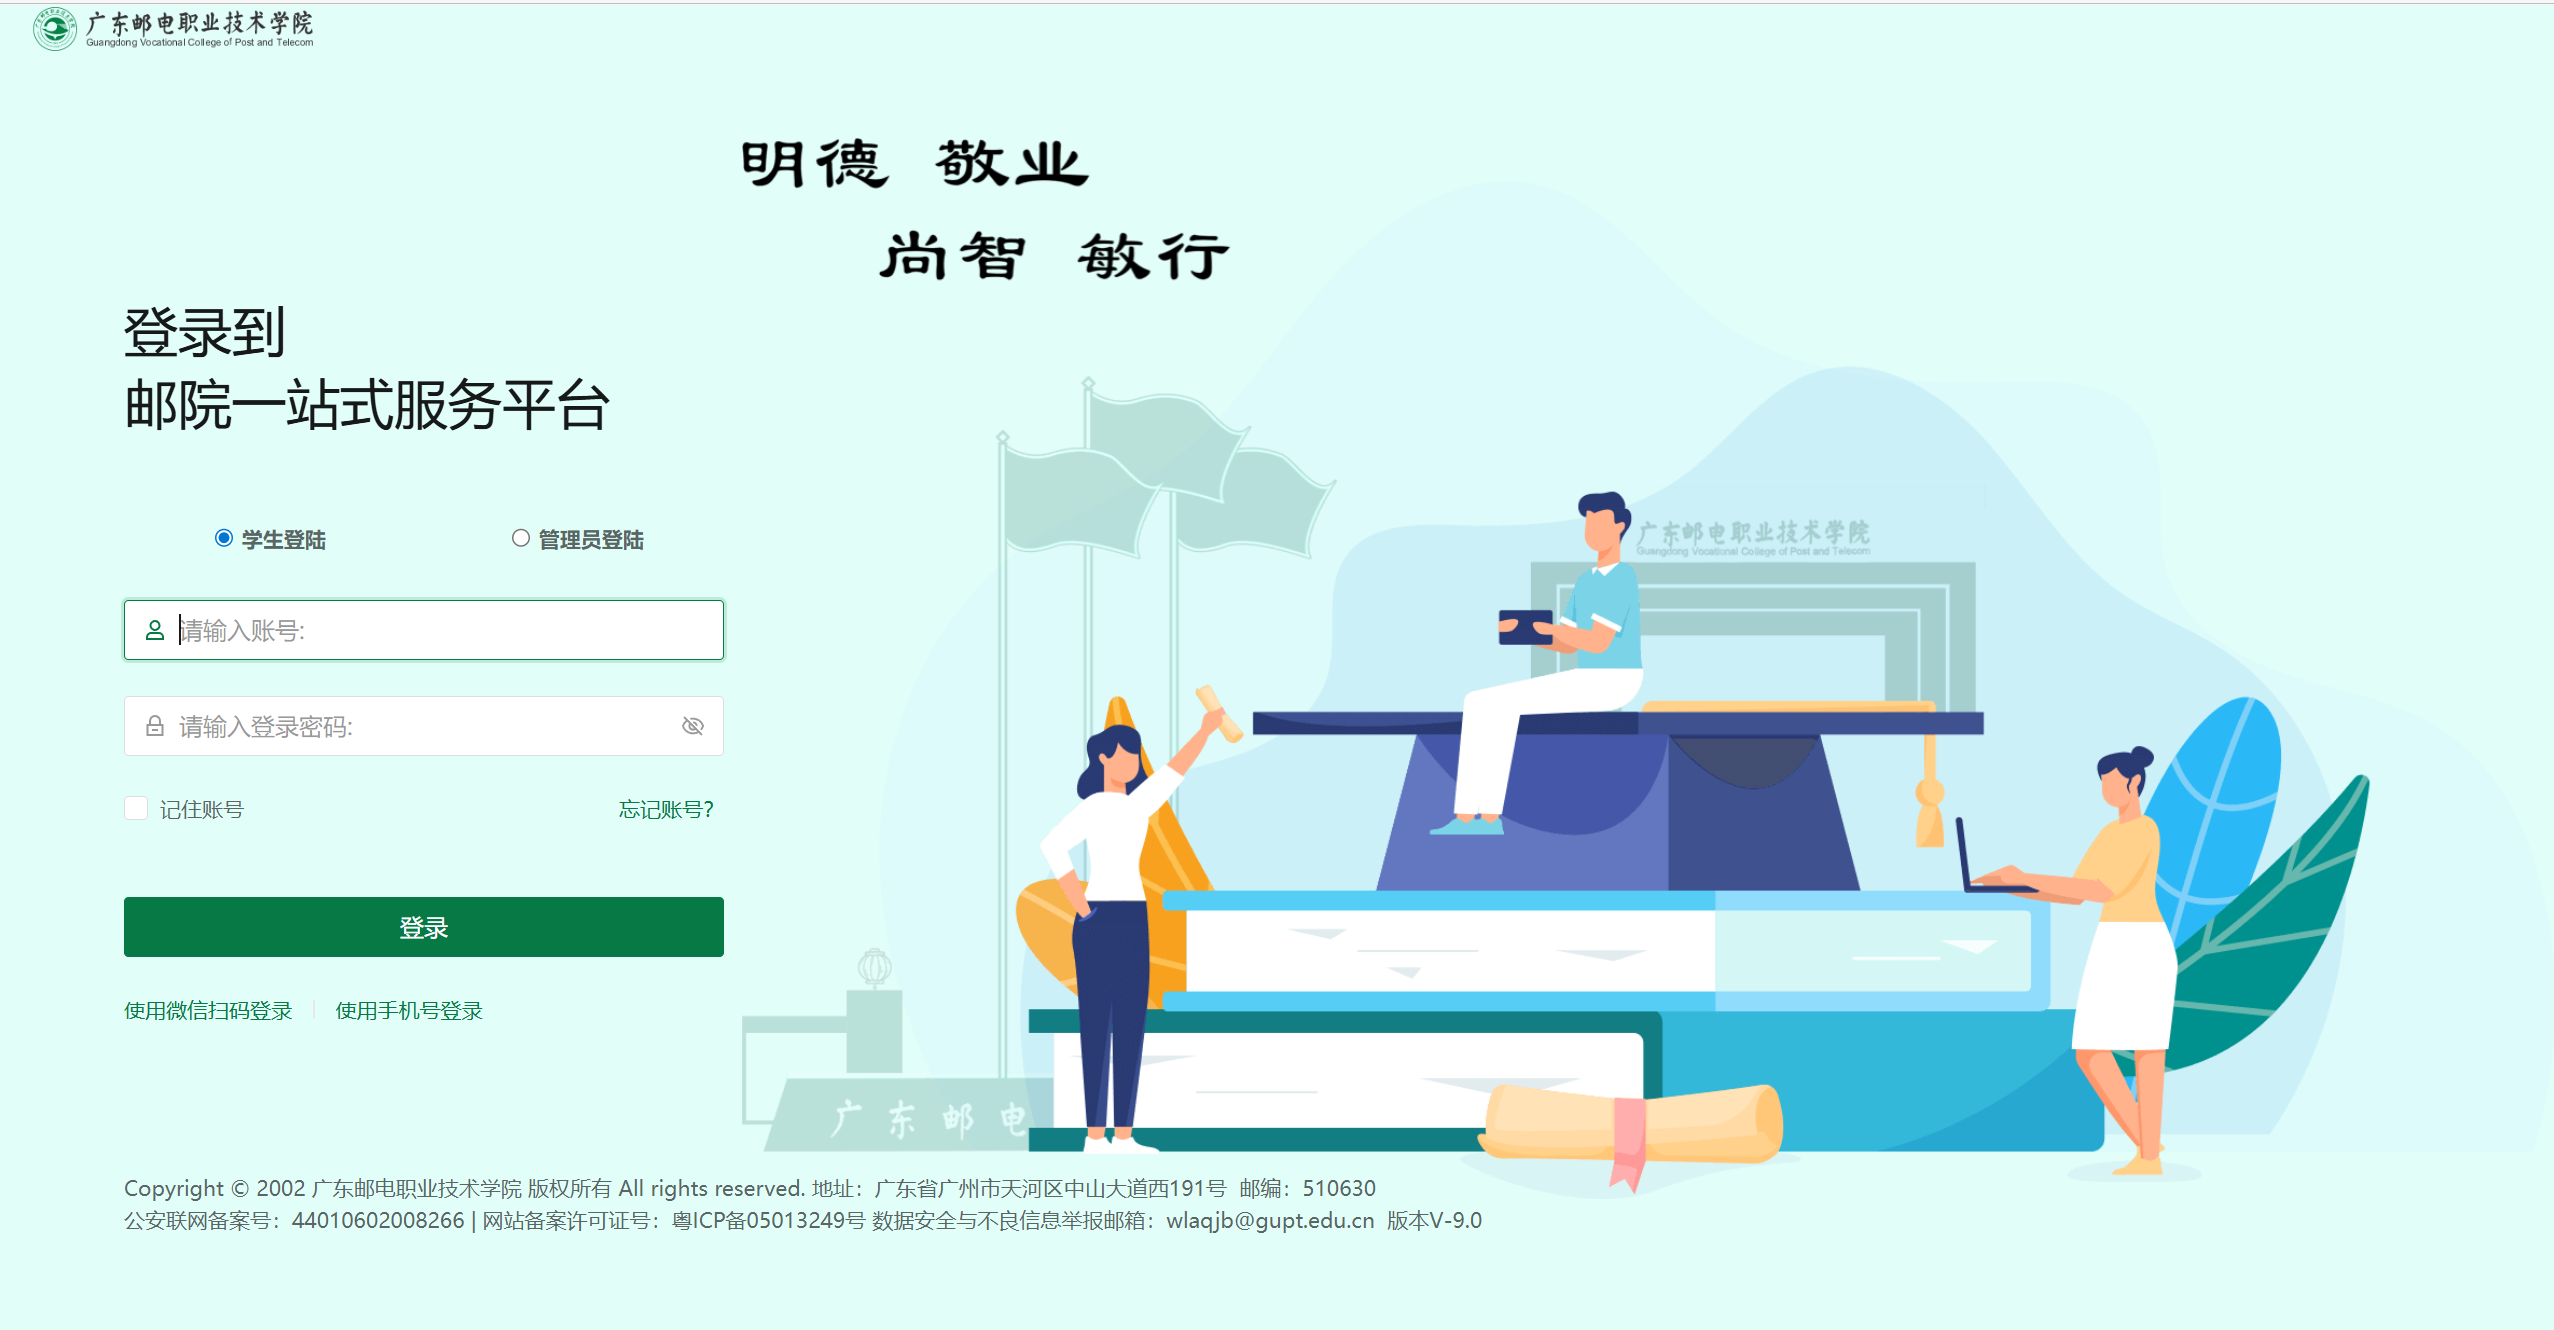 广东邮电职业技术学院
Guangdong Vocational College of Post and Telecom
明德 敬业
尚智 敏行
登录到
邮院一站式服务平台
学生登陆
管理员登陆
请输入账号:
请输入登录密码:
记住账号
忘记账号?
登录
使用微信扫码登录
使用手机号登录
广东邮电职业技术学院
Guangdong Vocational College of Post and Telecom
广 东 邮 电
Copyright © 2002 广东邮电职业技术学院 版权所有 All rights reserved. 地址：广东省广州市天河区中山大道西191号 邮编：510630
公安联网备案号：44010602008266 | 网站备案许可证号：粤ICP备05013249号 数据安全与不良信息举报邮箱：wlaqjb@gupt.edu.cn 版本V-9.0